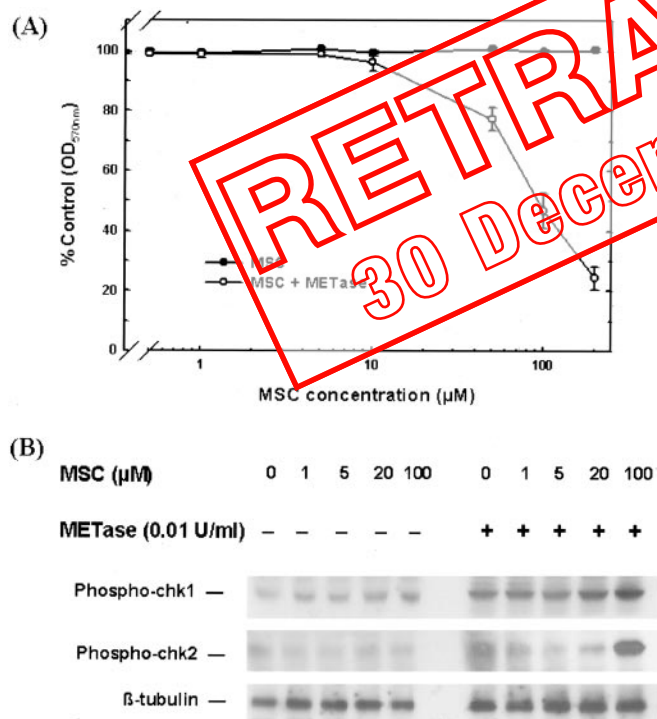 (A)
RETRA
30 Decem
100
80
60
40
20
0
% Control (OD570nm)
MSC
MSC + METase
1
10
100
MSC concentration (µM)
(B)
MSC (µM) 0 1 5 20 100 0 1 5 20 100
METase (0.01 U/ml) – – – – – + + + + +
Phospho-chk1 –
Phospho-chk2 –
ß-tubulin –